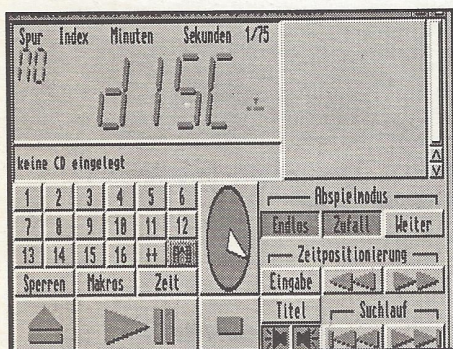 Spur Index Minuten Sekunden 1/75
no dISC
keine CD eingelegt
1 2 3 4 5 6
7 8 9 10 11 12
13 14 15 16 ++
Sperren Makros Zeit
Abspielmodus
Endlos Zufall Weiter
Zeitpositionierung
Eingabe
Titel Suchlauf